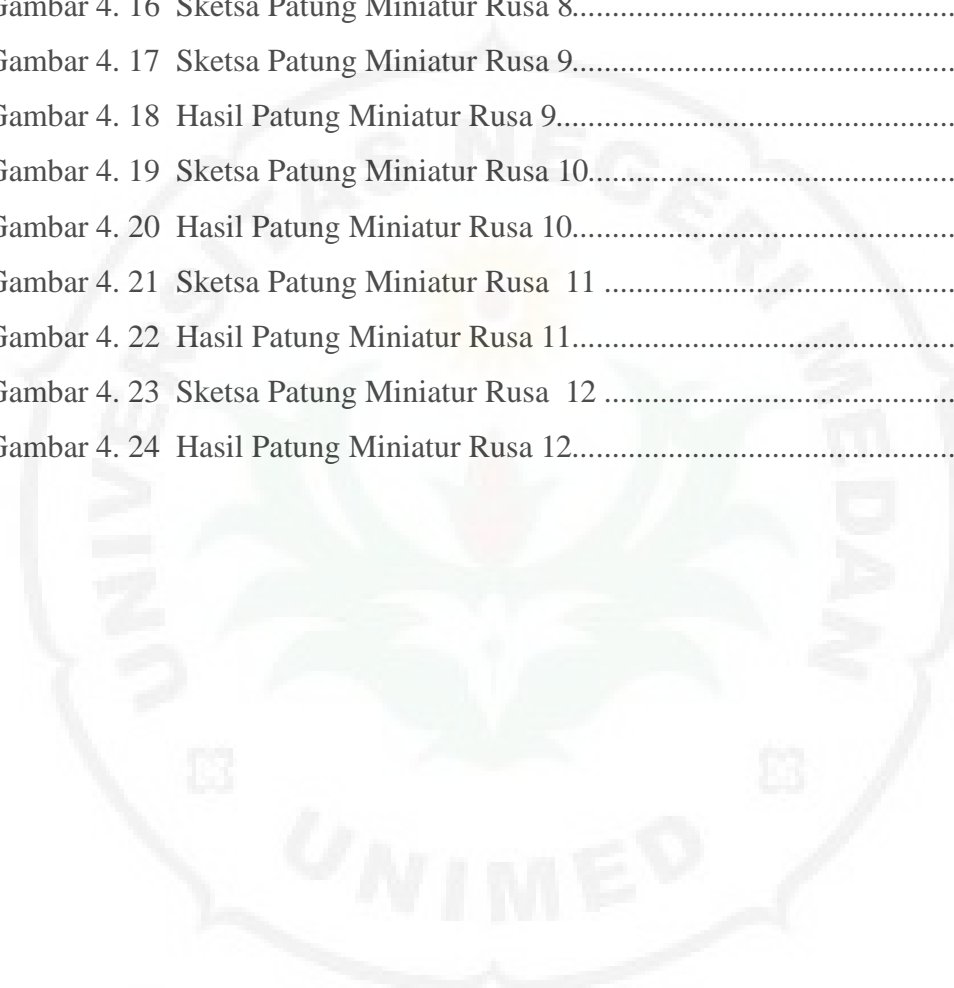 Gambar 4. 16 Sketsa Patung Miniatur Rusa 8
Gambar 4. 17 Sketsa Patung Miniatur Rusa 9
Gambar 4. 18 Hasil Patung Miniatur Rusa 9
Gambar 4. 19 Sketsa Patung Miniatur Rusa 10
Gambar 4. 20 Hasil Patung Miniatur Rusa 10
Gambar 4. 21 Sketsa Patung Miniatur Rusa 11
Gambar 4. 22 Hasil Patung Miniatur Rusa 11
Gambar 4. 23 Sketsa Patung Miniatur Rusa 12
Gambar 4. 24 Hasil Patung Miniatur Rusa 12
UNIVERSITAS NEGERI MEDAN
UNIMED